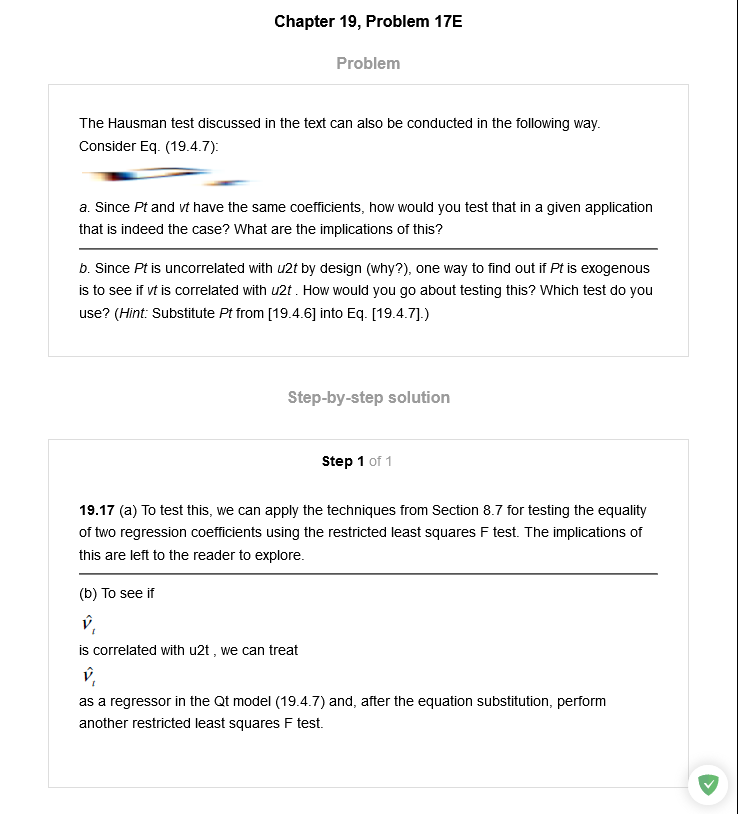 Chapter 19, Problem 17E
Problem
The Hausman test discussed in the text can also be conducted in the following way.
Consider Eq. (19.4.7):
a. Since Pt and vt have the same coefficients, how would you test that in a given application
that is indeed the case? What are the implications of this?
b. Since Pt is uncorrelated with u2t by design (why?), one way to find out if Pt is exogenous
is to see if vt is correlated with u2t . How would you go about testing this? Which test do you
use? (Hint: Substitute Pt from [19.4.6] into Eq. [19.4.7].)
Step-by-step solution
Step 1 of 1
19.17 (a) To test this, we can apply the techniques from Section 8.7 for testing the equality
of two regression coefficients using the restricted least squares F test. The implications of
this are left to the reader to explore.
(b) To see if
v̂t
is correlated with u2t , we can treat
v̂t
as a regressor in the Qt model (19.4.7) and, after the equation substitution, perform
another restricted least squares F test.